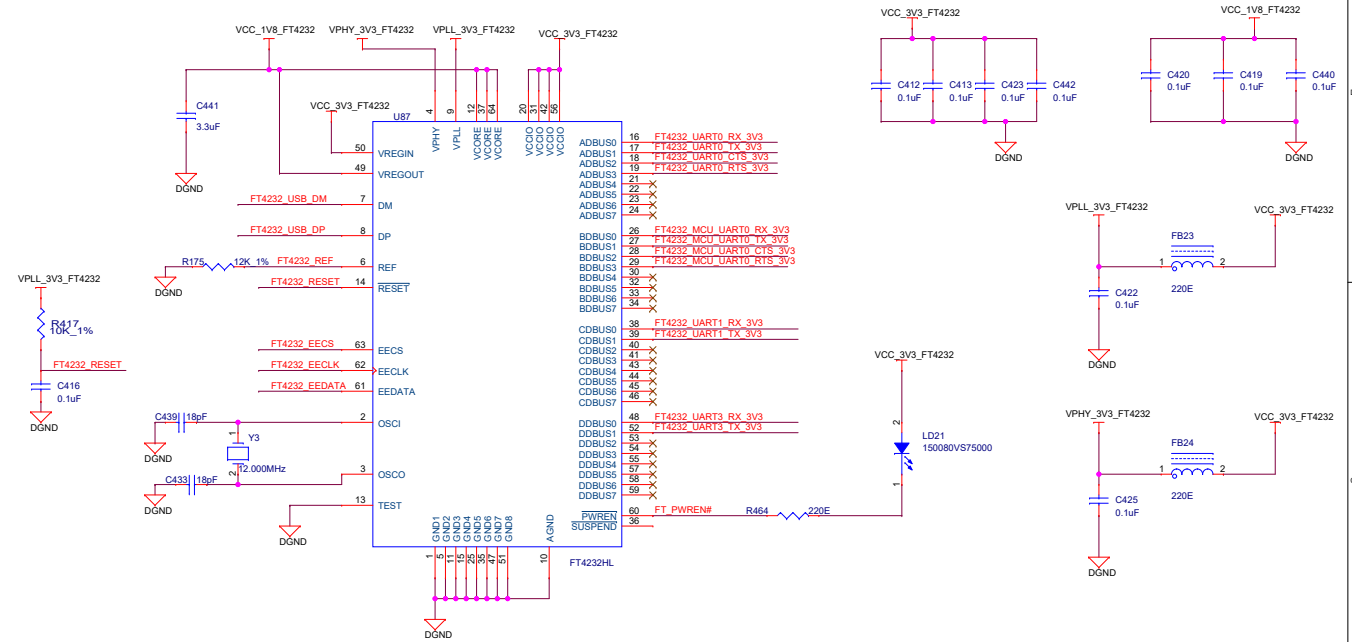 VCC_1V8_FT4232
VPHY_3V3_FT4232
VPLL_3V3_FT4232
VCC_3V3_FT4232
C441
3.3uF
DGND
VCC_3V3_FT4232
U87
4
9
12
37
64
20
31
42
56
VPHY
VPLL
VCORE
VCORE
VCORE
VCCIO
VCCIO
VCCIO
VCCIO
50
VREGIN
49
VREGOUT
FT4232_USB_DM
7
DM
FT4232_USB_DP
8
DP
R175
12K_1%
FT4232_REF
6
REF
DGND
FT4232_RESET
14
RESET
FT4232_EECS
63
EECS
FT4232_EECLK
62
EECLK
FT4232_EEDATA
61
EEDATA
2
OSCI
3
OSCO
13
TEST
VPLL_3V3_FT4232
R417
10K_1%
FT4232_RESET
C416
0.1uF
DGND
C439
18pF
DGND
1
Y3
2
12.000MHz
C433
18pF
DGND
DGND
ADBUS0
16
FT4232_UART0_RX_3V3
ADBUS1
17
FT4232_UART0_TX_3V3
ADBUS2
18
FT4232_UART0_CTS_3V3
ADBUS3
19
FT4232_UART0_RTS_3V3
ADBUS4
21
ADBUS5
22
ADBUS6
23
ADBUS7
24
BDBUS0
26
FT4232_MCU_UART0_RX_3V3
BDBUS1
27
FT4232_MCU_UART0_TX_3V3
BDBUS2
28
FT4232_MCU_UART0_CTS_3V3
BDBUS3
29
FT4232_MCU_UART0_RTS_3V3
BDBUS4
30
BDBUS5
32
BDBUS6
33
BDBUS7
34
CDBUS0
38
FT4232_UART1_RX_3V3
CDBUS1
39
FT4232_UART1_TX_3V3
CDBUS2
40
CDBUS3
41
CDBUS4
43
CDBUS5
44
CDBUS6
45
CDBUS7
46
DDBUS0
48
FT4232_UART3_RX_3V3
DDBUS1
52
FT4232_UART3_TX_3V3
DDBUS2
53
DDBUS3
54
DDBUS4
55
DDBUS5
57
DDBUS6
58
DDBUS7
59
PWREN
60
FT_PWREN#
SUSPEND
36
GND1
GND2
GND3
GND4
GND5
GND6
GND7
GND8
AGND
1
5
11
15
25
35
47
51
10
FT4232HL
DGND
R464
220E
VCC_3V3_FT4232
2
LD21
150080VS75000
1
VCC_3V3_FT4232
C412
0.1uF
C413
0.1uF
C423
0.1uF
C442
0.1uF
DGND
VCC_1V8_FT4232
C420
0.1uF
C419
0.1uF
C440
0.1uF
DGND
VPLL_3V3_FT4232
VCC_3V3_FT4232
FB23
1
2
220E
C422
0.1uF
DGND
VPHY_3V3_FT4232
VCC_3V3_FT4232
FB24
1
2
220E
C425
0.1uF
DGND